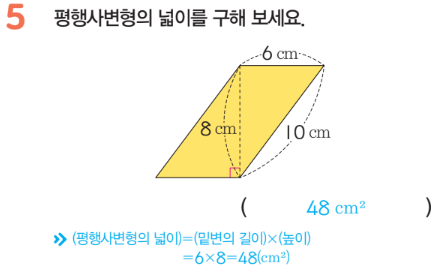 5 평행사변형의 넓이를 구해 보세요.
6 cm
8 cm
10 cm
( 48 cm² )
≫ (평행사변형의 넓이)=(밑변의 길이)×(높이)
=6×8=48(cm²)